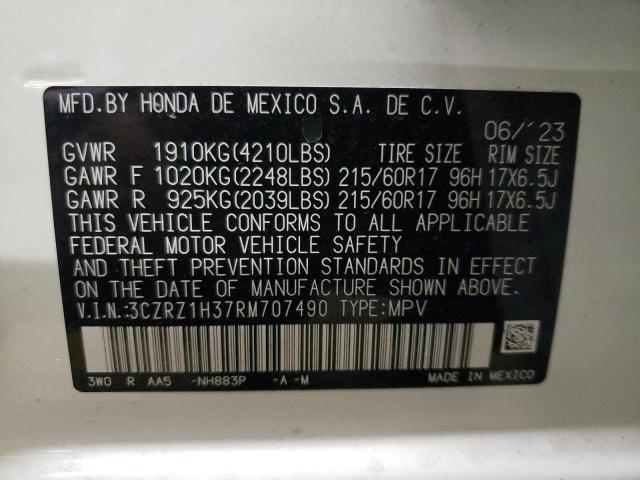 MFD.BY HONDA DE MEXICO S.A. DE C.V.
06/'23
GVWR 1910KG(4210LBS) TIRE SIZE RIM SIZE
GAWR F 1020KG(2248LBS) 215/60R17 96H 17X6.5J
GAWR R 925KG(2039LBS) 215/60R17 96H 17X6.5J
THIS VEHICLE CONFORMS TO ALL APPLICABLE
FEDERAL MOTOR VEHICLE SAFETY
AND THEFT PREVENTION STANDARDS IN EFFECT
ON THE DATE OF MANUFACTURE SHOWN ABOVE.
V.I.N.:3CZRZ1H37RM707490 TYPE:MPV
3W0 R AA5 -NH883P -A -M MADE IN MEXICO